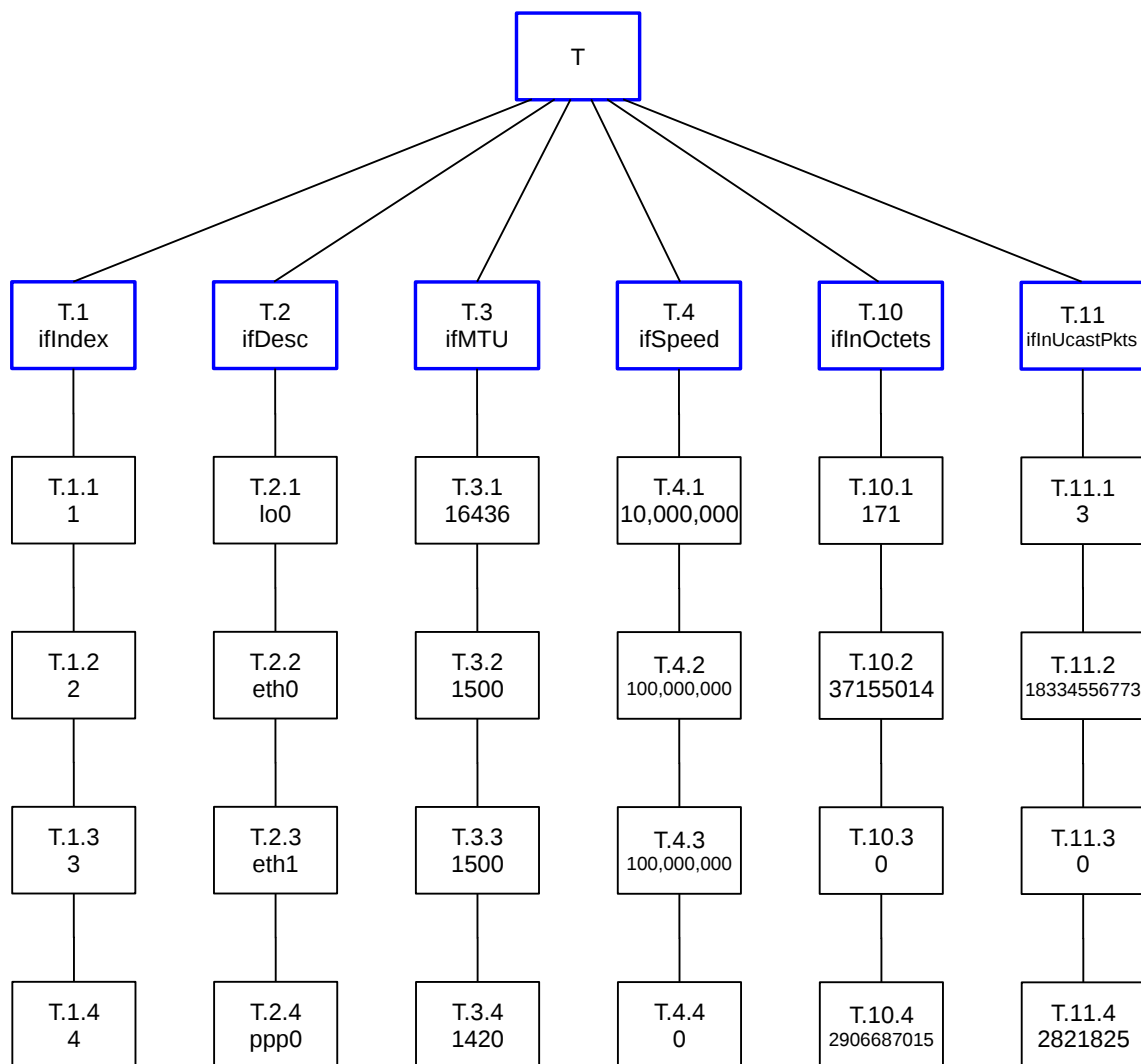 T
T.1
ifIndex
T.2
ifDesc
T.3
ifMTU
T.4
ifSpeed
T.10
ifInOctets
T.11
ifInUcastPkts
T.1.1
1
T.2.1
lo0
T.3.1
16436
T.4.1
10,000,000
T.10.1
171
T.11.1
3
T.1.2
2
T.2.2
eth0
T.3.2
1500
T.4.2
100,000,000
T.10.2
37155014
T.11.2
18334556773
T.1.3
3
T.2.3
eth1
T.3.3
1500
T.4.3
100,000,000
T.10.3
0
T.11.3
0
T.1.4
4
T.2.4
ppp0
T.3.4
1420
T.4.4
0
T.10.4
2906687015
T.11.4
2821825